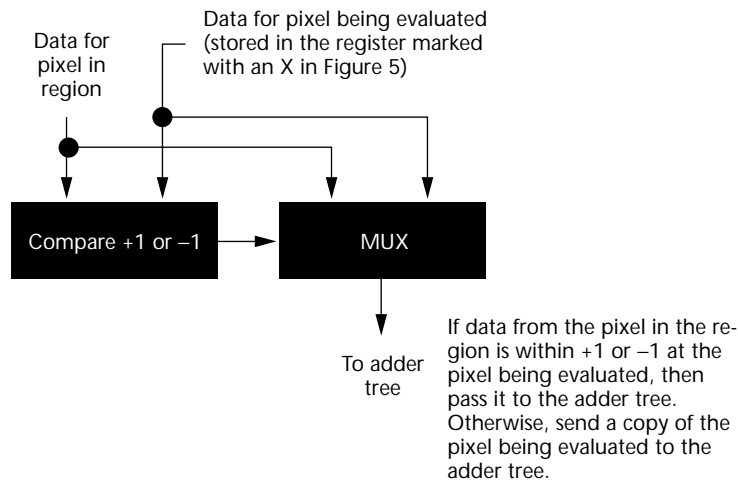 Data for
pixel in
region
Data for pixel being evaluated
(stored in the register marked
with an X in Figure 5)
Compare +1 or –1
MUX
To adder
tree
If data from the pixel in the re-
gion is within +1 or –1 at the
pixel being evaluated, then
pass it to the adder tree.
Otherwise, send a copy of the
pixel being evaluated to the
adder tree.